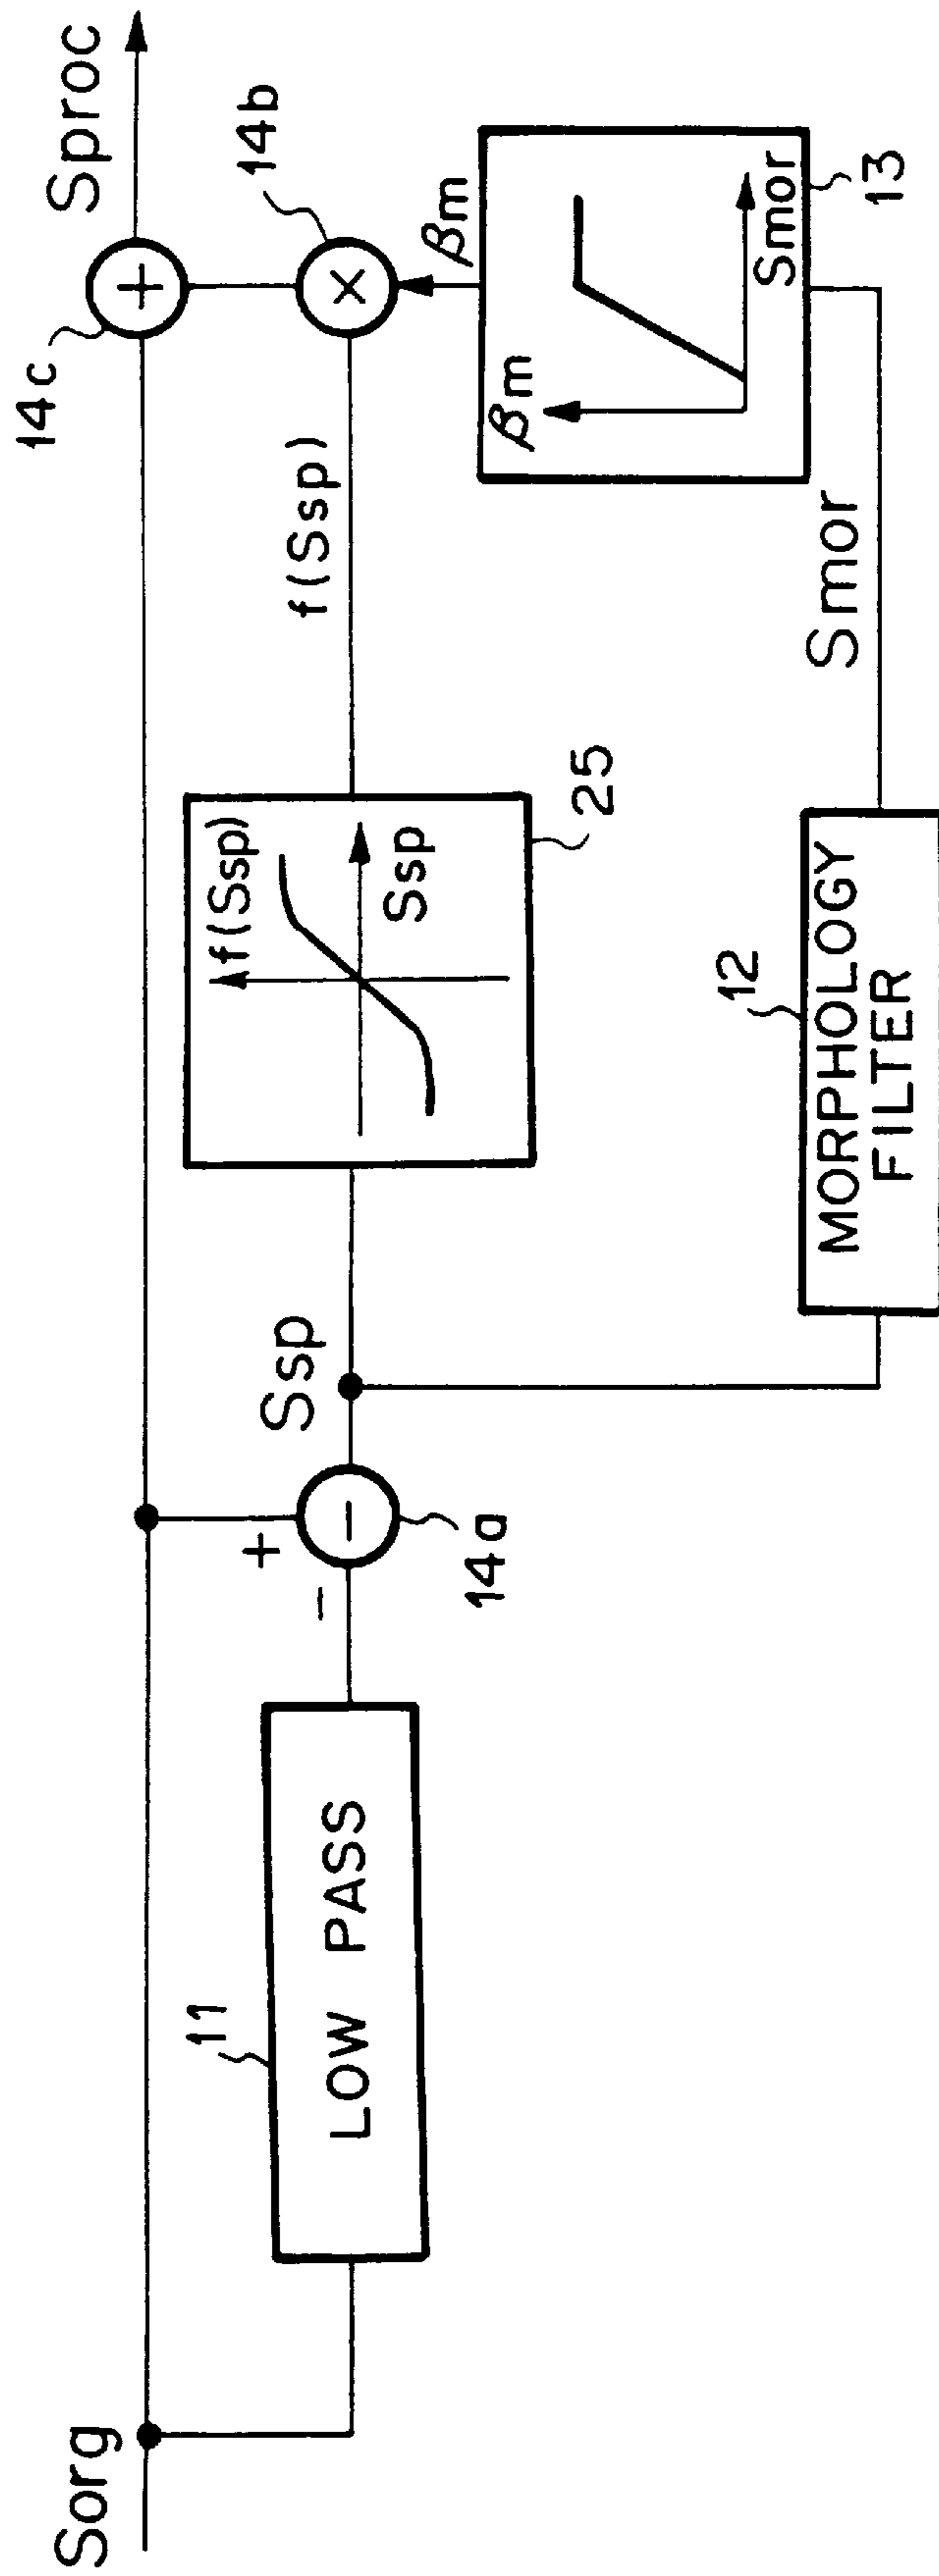 Sorg
11
LOW PASS
+
-
-
14a
Ssp
f(Ssp)
Ssp
25
f(Ssp)
12
MORPHOLOGY
FILTER
Smor
βm
Smor
13
βm
×
14b
14c
+
Sproc